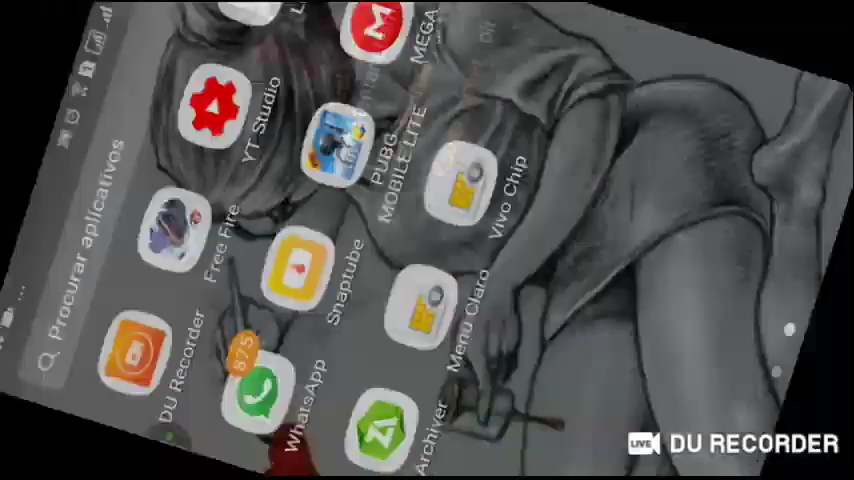 Procurar aplicativos
DU Recorder
Free Fire
YT Studio
875
WhatsApp
Snaptube
PUBG
MOBILE LITE
MEGA
Archiver
Menu Claro
Vivo Chip
LIVE
DU RECORDER